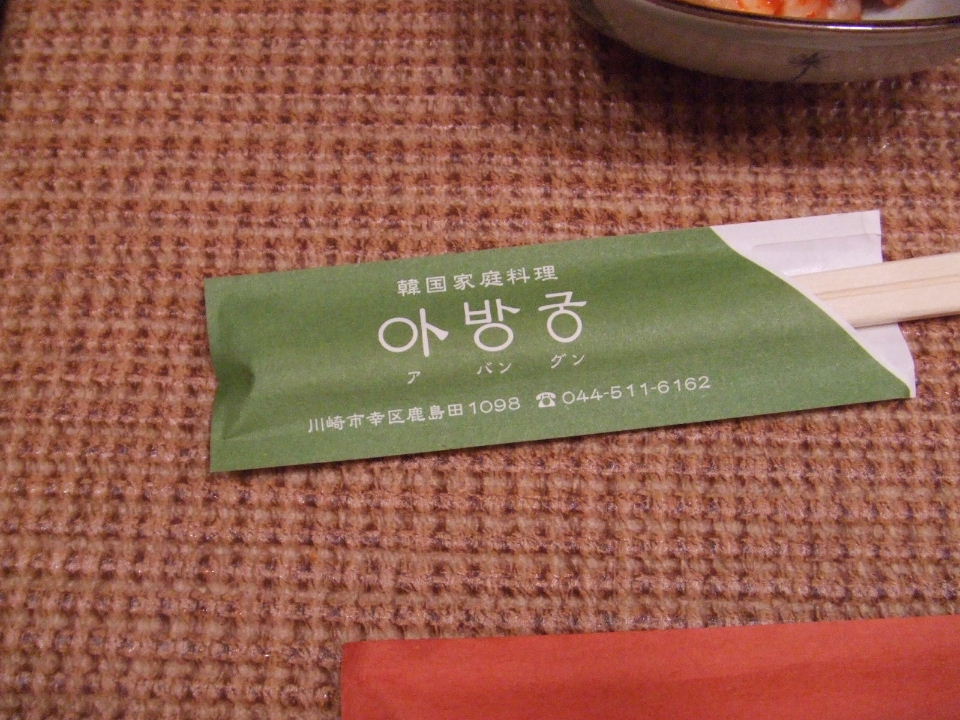 韓国家庭料理
아방궁
ア バン グン
川崎市幸区鹿島田1098 ☎044-511-6162